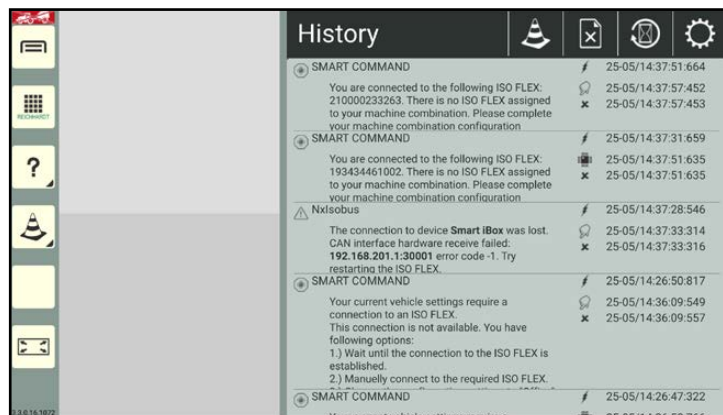 History
SMART COMMAND
25-05/14:37:51:664
You are connected to the following ISO FLEX:
25-05/14:37:57:452
210000233263. There is no ISO FLEX assigned
25-05/14:37:57:453
to your machine combination. Please complete
your machine combination configuration
SMART COMMAND
25-05/14:37:31:659
You are connected to the following ISO FLEX:
25-05/14:37:51:635
193434461002. There is no ISO FLEX assigned
25-05/14:37:51:635
to your machine combination. Please complete
your machine combination configuration
NxIsobus
25-05/14:37:28:546
The connection to device Smart iBox was lost.
25-05/14:37:33:314
CAN interface hardware receive failed:
25-05/14:37:33:316
192.168.201.1:30001 error code -1. Try
restarting the ISO FLEX.
SMART COMMAND
25-05/14:26:50:817
Your current vehicle settings require a
25-05/14:36:09:549
connection to an ISO FLEX.
25-05/14:36:09:557
This connection is not available. You have
following options:
1.) Wait until the connection to the ISO FLEX is
established.
2.) Manuelly connect to the required ISO FLEX.
SMART COMMAND
25-05/14:26:47:322
REICHHARDT
?